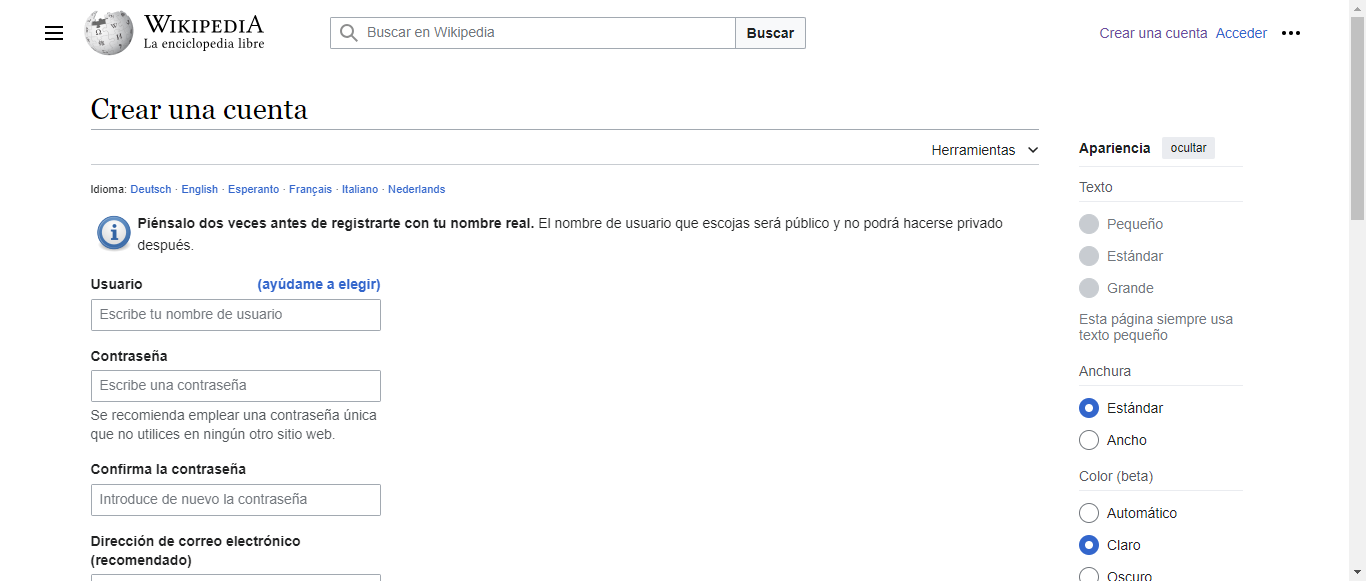 WIKIPEDIA
La enciclopedia libre
Buscar en Wikipedia
Buscar
Crear una cuenta Acceder
Crear una cuenta
Herramientas
Idioma: Deutsch · English · Esperanto · Français · Italiano · Nederlands
Piénsalo dos veces antes de registrarte con tu nombre real. El nombre de usuario que escojas será público y no podrá hacerse privado
después.
Usuario (ayúdame a elegir)
Escribe tu nombre de usuario
Contraseña
Escribe una contraseña
Se recomienda emplear una contraseña única
que no utilices en ningún otro sitio web.
Confirma la contraseña
Introduce de nuevo la contraseña
Dirección de correo electrónico
(recomendado)
Apariencia ocultar
Texto
Pequeño
Estándar
Grande
Esta página siempre usa
texto pequeño
Anchura
Estándar
Ancho
Color (beta)
Automático
Claro
Oscuro